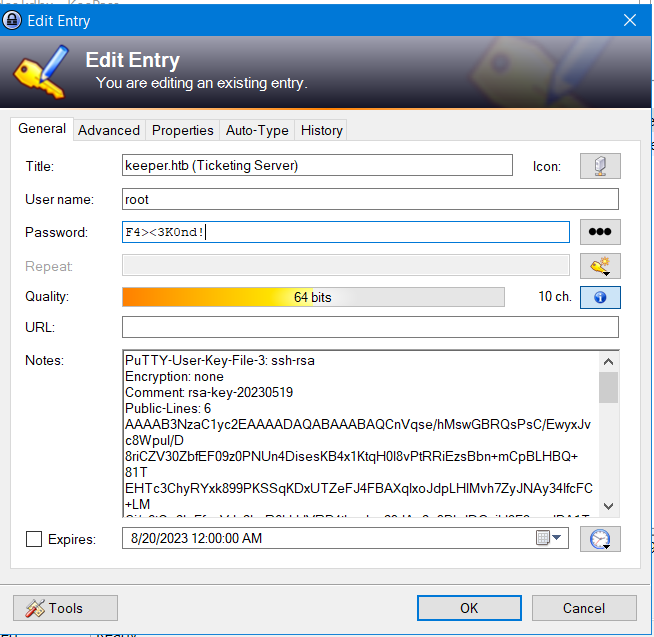 Edit Entry
Edit Entry
You are editing an existing entry.
General Advanced Properties Auto-Type History
Title: keeper.htb (Ticketing Server) Icon:
User name: root
Password: F4><3K0nd!
Repeat:
Quality: 64 bits 10 ch.
URL:
Notes: PuTTY-User-Key-File-3: ssh-rsa
Encryption: none
Comment: rsa-key-20230519
Public-Lines: 6
AAAAB3NzaC1yc2EAAAADAQABAAABAQCnVqse/hMswGBRQsPsC/EwyxJv
c8Wpul/D
8riCZV30ZbfEF09z0PNUn4DisesKB4x1KtqH0l8vPtRRiEzsBbn+mCpBLHBQ+
81T
EHTc3ChyRYxk899PKSSqKDxUTZeFJ4FBAXqIxoJdpLHIMvh7ZyJNAy34lfcFC
+LM
Expires: 8/20/2023 12:00:00 AM
Tools OK Cancel